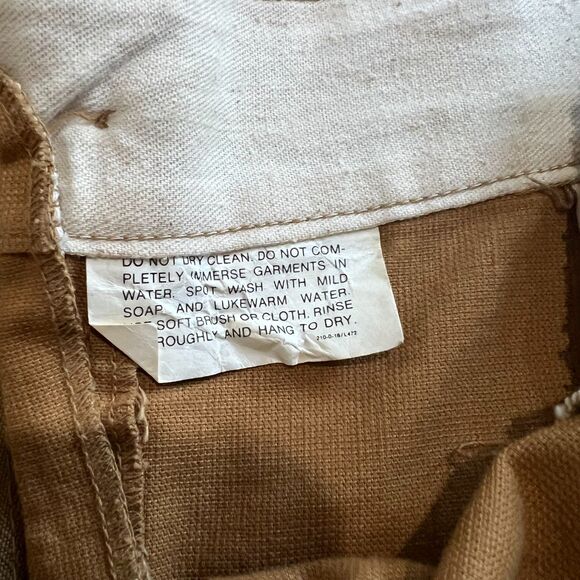 DO NOT DRY CLEAN. DO NOT COM-
PLETELY IMMERSE GARMENTS IN
WATER. SPOT WASH WITH MILD
SOAP AND LUKEWARM WATER.
SOFT BRUSH OR CLOTH. RINSE
ROUGHLY AND HANG TO DRY.
210-0-16/L472